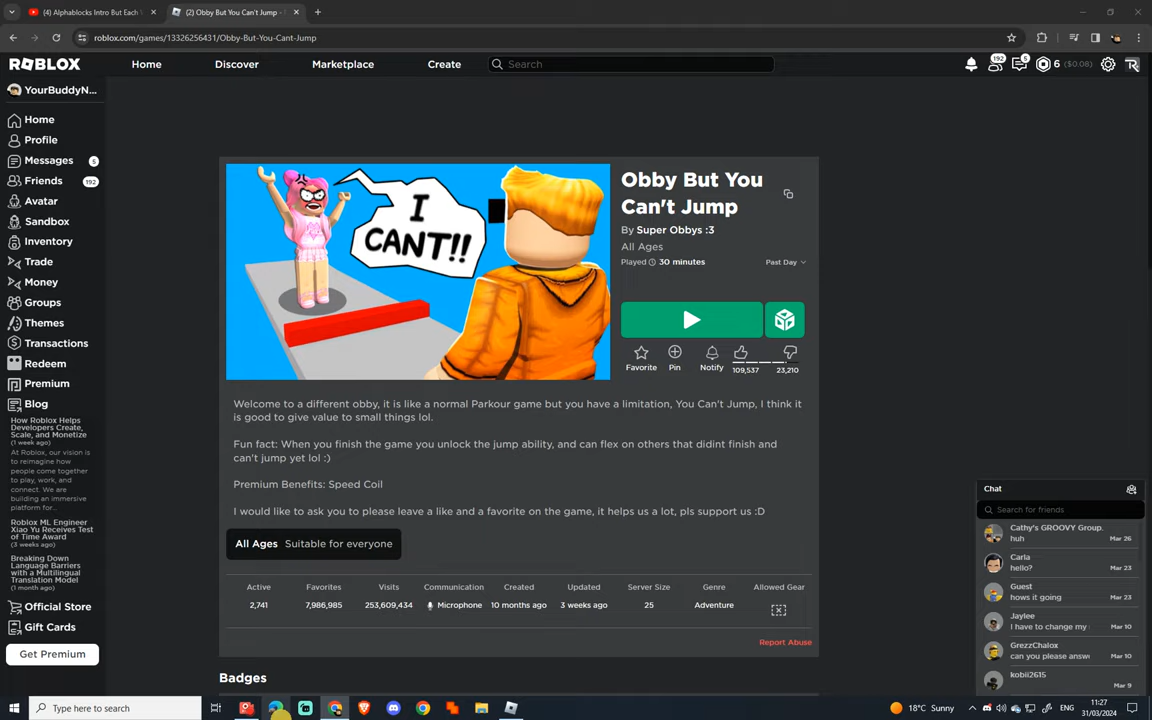 (4) Alphablocks Intro But Each
(2) Obby But You Can't Jump -
roblox.com/games/13326256431/Obby-But-You-Cant-Jump
ROBLOX
Home
Discover
Marketplace
Create
Search
192
5
6 ($0.08)
YourBuddyN...
Home
Profile
Messages 5
Friends 192
Avatar
Sandbox
Inventory
Trade
Money
Groups
Themes
Transactions
Redeem
Premium
Blog
How Roblox Helps
Developers Create,
Scale, and Monetize
(1 week ago)
At Roblox, our vision is
to reimagine how
people come together
to play, work, and
connect. We are
building an immersive
platform for...
Roblox ML Engineer
Xiao Yu Receives Test
of Time Award
(3 weeks ago)
Breaking Down
Language Barriers
with a Multilingual
Translation Model
(1 month ago)
Official Store
Gift Cards
Get Premium
I
CANT!!
Obby But You
Can't Jump
By Super Obbys :3
All Ages
Played 30 minutes
Past Day
Favorite
Pin
Notify
109,537
23,210
Welcome to a different obby, it is like a normal Parkour game but you have a limitation, You Can't Jump, I think it
is good to give value to small things lol.
Fun fact: When you finish the game you unlock the jump ability, and can flex on others that didint finish and
can't jump yet lol :)
Premium Benefits: Speed Coil
I would like to ask you to please leave a like and a favorite on the game, it helps us a lot, pls support us :D
All Ages Suitable for everyone
Active Favorites Visits Communication Created Updated Server Size Genre Allowed Gear
2,741 7,986,985 253,609,434 Microphone 10 months ago 3 weeks ago 25 Adventure
Report Abuse
Badges
Chat
Search for friends
Cathy's GROOVY Group.
huh Mar 26
Carla
hello? Mar 23
Guest
hows it going Mar 23
Jaylee
I have to change my Mar 10
GrezzChalox
can you please answ Mar 10
kobii2615
Mar 9
Type here to search
18°C Sunny
ENG
11:27
31/03/2024